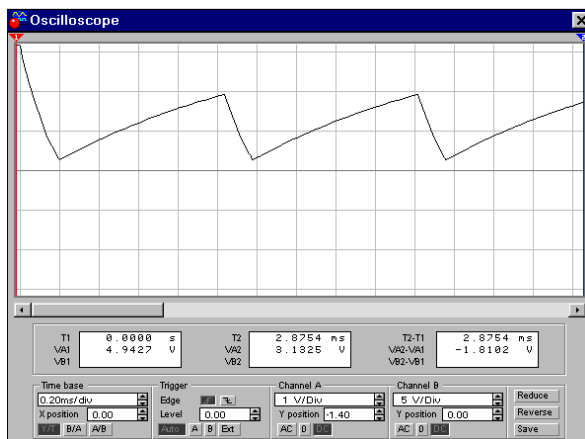 Oscilloscope
1
T1 0.0000 s
VA1 4.9427 V
VB1
T2 2.8754 ms
VA2 3.1325 V
VB2
T2-T1 2.8754 ms
VA2-VA1 -1.8102 V
VB2-VB1
Time base
0.20ms/div
X position 0.00
Y/T B/A A/B
Trigger
Edge
Level 0.00
Auto A B Ext
Channel A
1 V/Div
Y position -1.40
AC 0 DC
Channel B
5 V/Div
Y position 0.00
AC 0 DC
Reduce
Reverse
Save